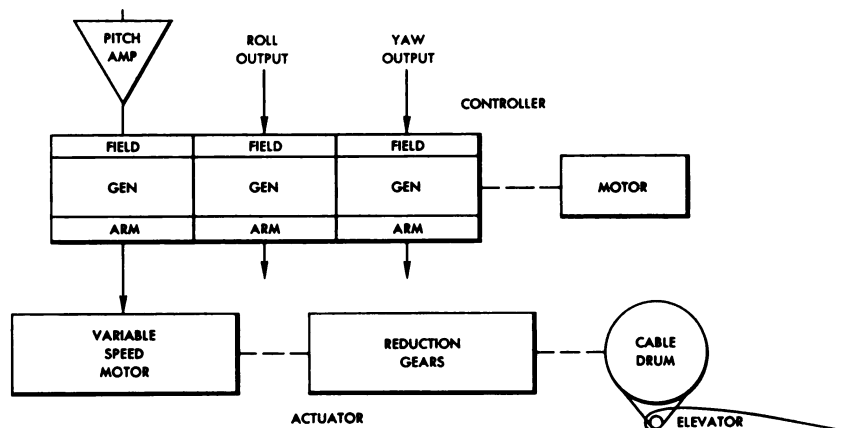 PITCH
AMP
ROLL
OUTPUT
YAW
OUTPUT
CONTROLLER
FIELD FIELD FIELD
GEN GEN GEN
MOTOR
ARM ARM ARM
VARIABLE
SPEED
MOTOR
REDUCTION
GEARS
CABLE
DRUM
ACTUATOR
ELEVATOR